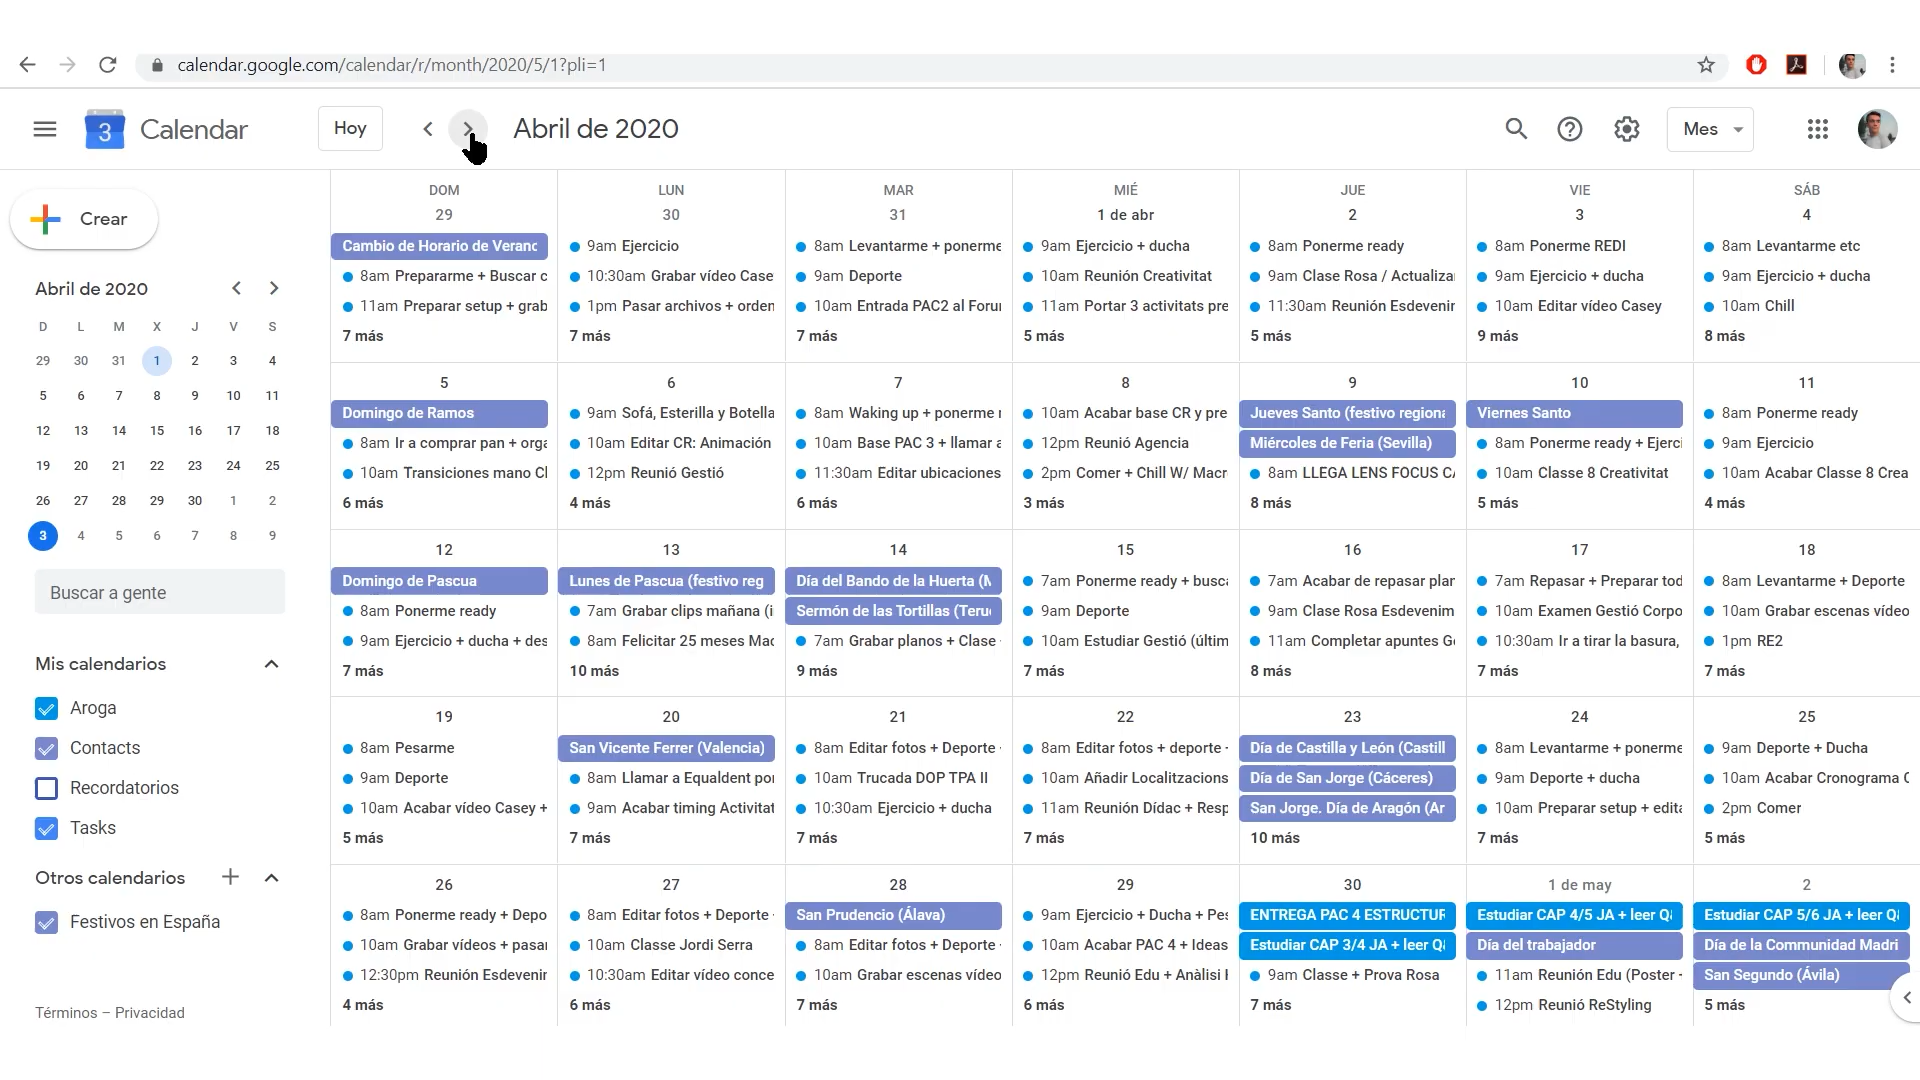 calendar.google.com/calendar/r/month/2020/5/1?pli=1
3 Calendar Hoy Abril de 2020 Mes
Crear
Abril de 2020
D L M X J V S
29 30 31 1 2 3 4
5 6 7 8 9 10 11
12 13 14 15 16 17 18
19 20 21 22 23 24 25
26 27 28 29 30 1 2
3 4 5 6 7 8 9
Buscar a gente
Mis calendarios
Aroga
Contacts
Recordatorios
Tasks
Otros calendarios
Festivos en España
Términos – Privacidad
DOM LUN MAR MIÉ JUE VIE SÁB
29 30 31 1 de abr 2 3 4
Cambio de Horario de Verano 9am Ejercicio 8am Levantarme + ponerme 9am Ejercicio + ducha 8am Ponerme ready 8am Ponerme REDI 8am Levantarme etc
8am Prepararme + Buscar c 10:30am Grabar vídeo Case 9am Deporte 10am Reunión Creativitat 9am Clase Rosa / Actualiza 9am Ejercicio + ducha 9am Ejercicio + ducha
11am Preparar setup + grab 1pm Pasar archivos + orden 10am Entrada PAC2 al Foru 11am Portar 3 activitats pre 11:30am Reunión Esdevenir 10am Editar vídeo Casey 10am Chill
7 más 7 más 7 más 5 más 5 más 9 más 8 más
5 6 7 8 9 10 11
Domingo de Ramos 9am Sofá, Esterilla y Botella 8am Waking up + ponerme r 10am Acabar base CR y pre Jueves Santo (festivo regiona Viernes Santo 8am Ponerme ready
8am Ir a comprar pan + orga 10am Editar CR: Animación 10am Base PAC 3 + llamar a 12pm Reunió Agencia Miércoles de Feria (Sevilla) 8am Ponerme ready + Ejerci 9am Ejercicio
10am Transiciones mano Cl 12pm Reunió Gestió 11:30am Editar ubicaciones 2pm Comer + Chill W/ Macr 8am LLEGA LENS FOCUS CA 10am Classe 8 Creativitat 10am Acabar Classe 8 Crea
6 más 4 más 6 más 3 más 8 más 5 más 4 más
12 13 14 15 16 17 18
Domingo de Pascua Lunes de Pascua (festivo reg Día del Bando de la Huerta (M 7am Ponerme ready + busca 7am Acabar de repasar plan 7am Repasar + Preparar tod 8am Levantarme + Deporte
8am Ponerme ready 7am Grabar clips mañana (i Sermón de las Tortillas (Teru 9am Deporte 9am Clase Rosa Esdevenim 10am Examen Gestió Corpo 10am Grabar escenas vídeo
9am Ejercicio + ducha + des 8am Felicitar 25 meses Mac 7am Grabar planos + Clase 10am Estudiar Gestió (últim 11am Completar apuntes Ge 10:30am Ir a tirar la basura, 1pm RE2
7 más 10 más 9 más 7 más 8 más 7 más 7 más
19 20 21 22 23 24 25
8am Pesarme San Vicente Ferrer (Valencia) 8am Editar fotos + Deporte 8am Editar fotos + deporte Día de Castilla y León (Castill 8am Levantarme + ponerme 9am Deporte + Ducha
9am Deporte 8am Llamar a Equaldent por 10am Trucada DOP TPA II 10am Añadir Localitzacions Día de San Jorge (Cáceres) 9am Deporte + ducha 10am Acabar Cronograma C
10am Acabar vídeo Casey + 9am Acabar timing Activitat 10:30am Ejercicio + ducha 11am Reunión Dídac + Resp San Jorge. Día de Aragón (Ar 10am Preparar setup + edita 2pm Comer
5 más 7 más 7 más 7 más 10 más 7 más 5 más
26 27 28 29 30 1 de may 2
8am Ponerme ready + Depo 8am Editar fotos + Deporte San Prudencio (Álava) 9am Ejercicio + Ducha + Pes ENTREGA PAC 4 ESTRUCTUR Estudiar CAP 4/5 JA + leer Q& Estudiar CAP 5/6 JA + leer Q&
10am Grabar vídeos + pasar 10am Classe Jordi Serra 8am Editar fotos + Deporte 10am Acabar PAC 4 + Ideas Estudiar CAP 3/4 JA + leer Q& Día del trabajador Día de la Communidad Madri
12:30pm Reunión Esdevenir 10:30am Editar vídeo conce 10am Grabar escenas vídeo 12pm Reunió Edu + Anàlisi 9am Classe + Prova Rosa 11am Reunión Edu (Poster San Segundo (Ávila)
4 más 6 más 7 más 6 más 7 más 12pm Reunió ReStyling 5 más